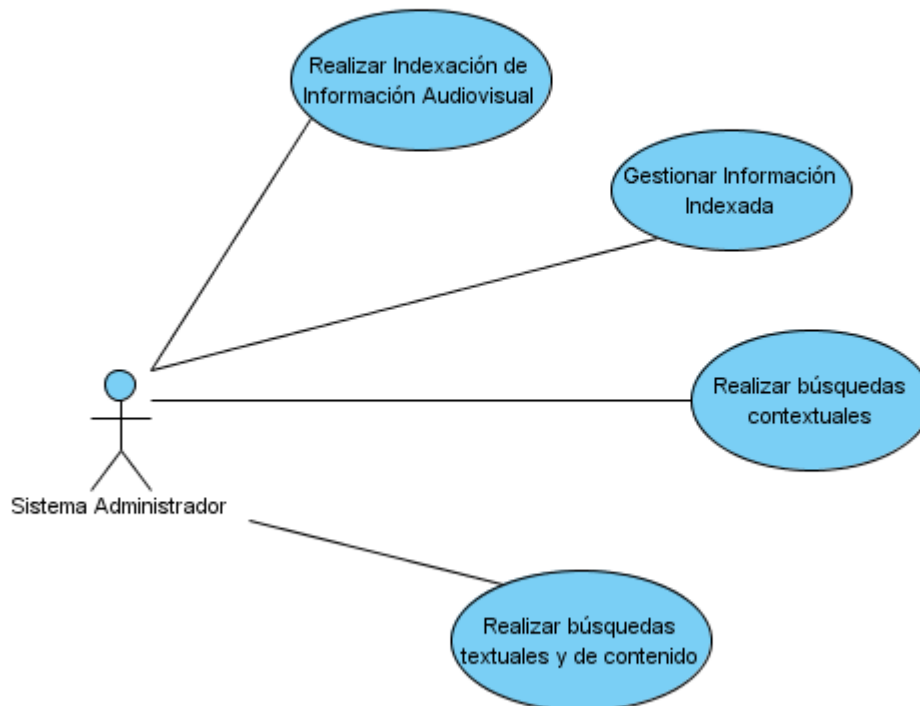 Realizar Indexación de
Información Audiovisual
Gestionar Información
Indexada
Realizar búsquedas
contextuales
Sistema Administrador
Realizar búsquedas
textuales y de contenido